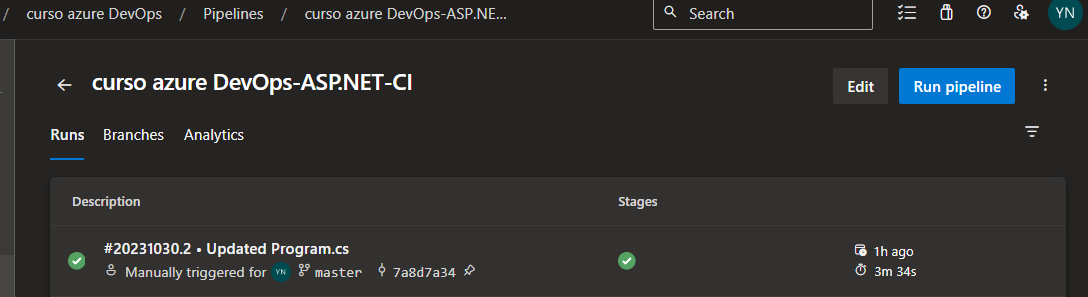 / curso azure DevOps / Pipelines / curso azure DevOps-ASP.NE... Search YN
curso azure DevOps-ASP.NET-CI Edit Run pipeline
Runs Branches Analytics
Description Stages
#20231030.2 • Updated Program.cs 1h ago
Manually triggered for YN master 7a8d7a34 3m 34s